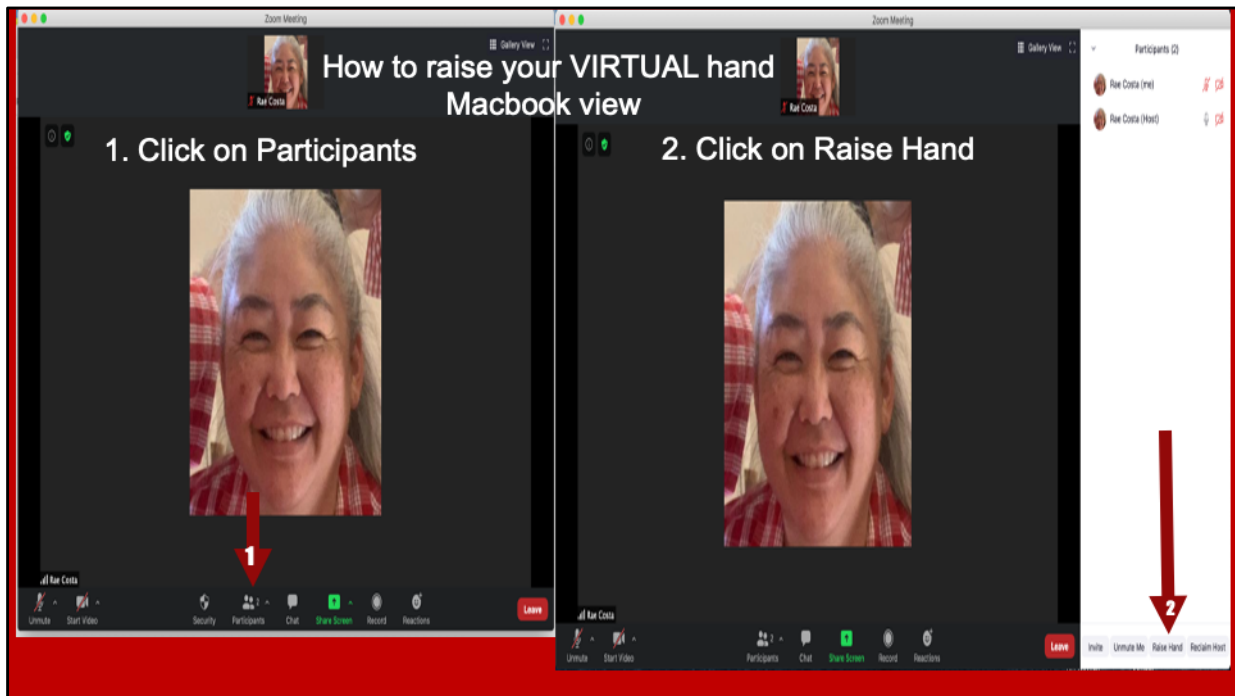 Zoom Meeting
Gallery View
Rae Costa
How to raise your VIRTUAL hand
Macbook view
1. Click on Participants
1
Rae Costa
Unmute
Start Video
Security
2
Participants
Chat
Share Screen
Record
Reactions
Leave
Zoom Meeting
Gallery View
Rae Costa
2. Click on Raise Hand
Participants (2)
Rae Costa (me)
Rae Costa (Host)
2
Rae Costa
Unmute
Start Video
2
Participants
Chat
Share Screen
Record
Reactions
Leave
Invite
Unmute Me
Raise Hand
Reclaim Host